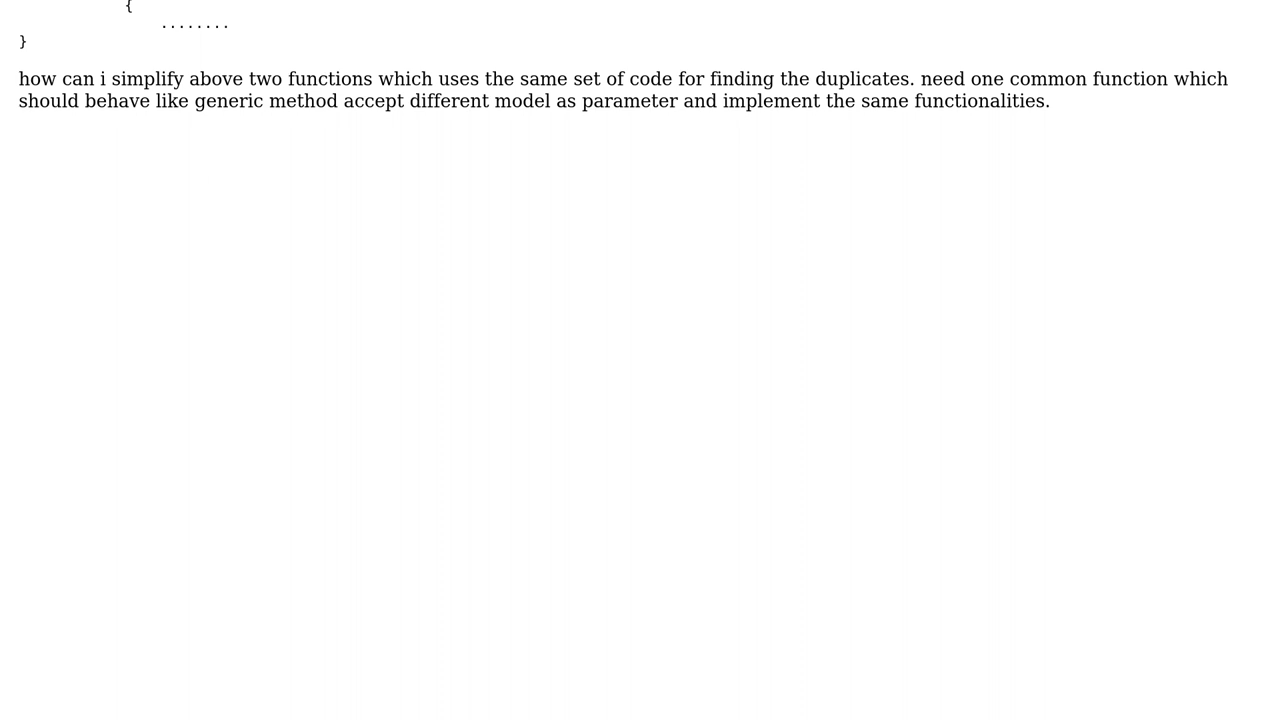 {
........
}
how can i simplify above two functions which uses the same set of code for finding the duplicates. need one common function which
should behave like generic method accept different model as parameter and implement the same functionalities.